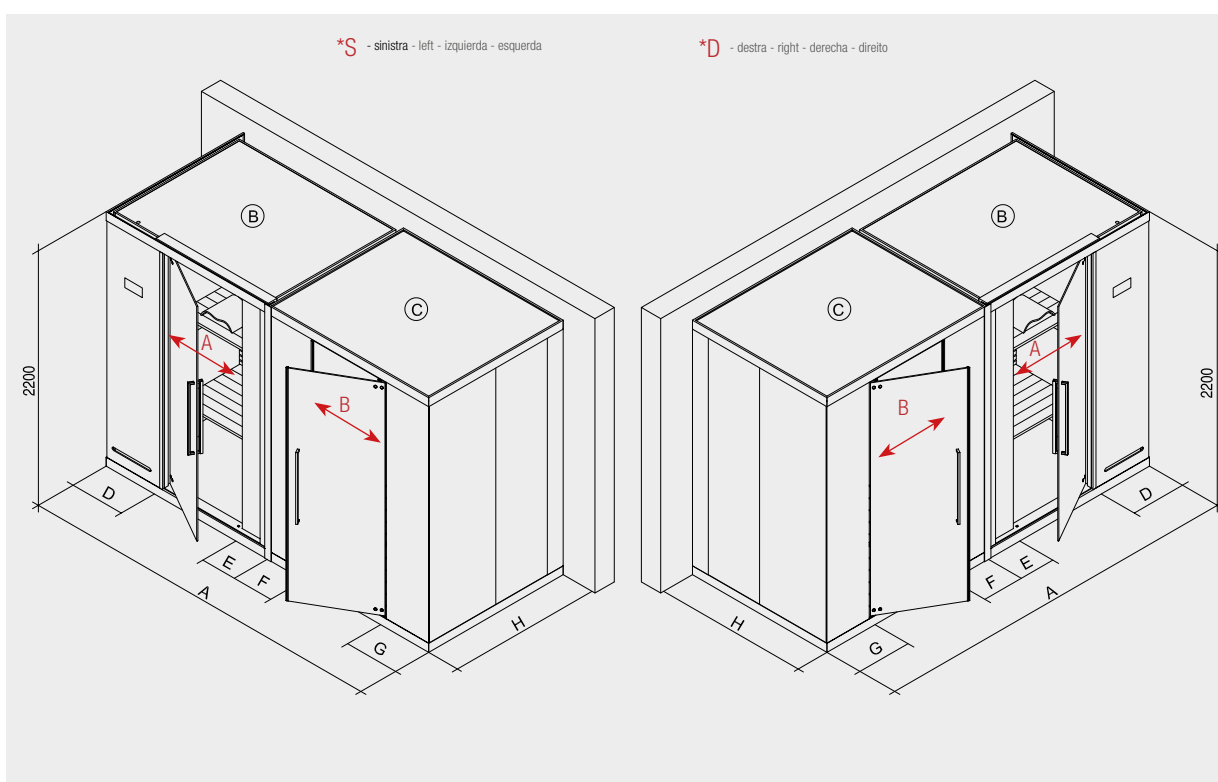 *S - sinistra - left - izquierda - esquerda
*D - destra - right - derecha - direito
B
C
A
B
2200
D
E
F
A
G
H
B
C
A
B
2200
D
E
F
A
G
H